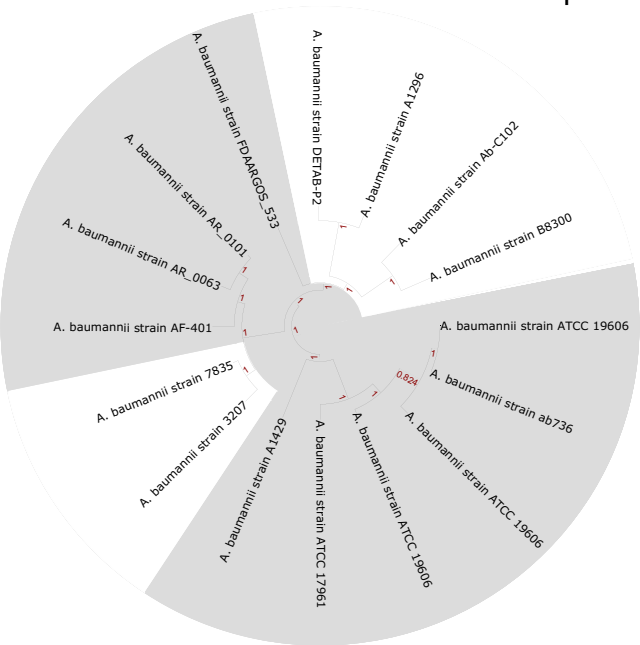 A. baumannii strain DETAB-P2
A. baumannii strain A1296
A. baumannii strain Ab-C102
A. baumannii strain B8300
A. baumannii strain ATCC 19606
A. baumannii strain ab736
A. baumannii strain ATCC 19606
A. baumannii strain ATCC 19606
A. baumannii strain ATCC 17961
A. baumannii strain A1429
A. baumannii strain 3207
A. baumannii strain 7835
A. baumannii strain AF-401
A. baumannii strain AR_0063
A. baumannii strain AR_0101
A. baumannii strain FDAARGOS_533
1
1
1
1
1
1
1
1
1
1
1
1
0.824
1
1
1